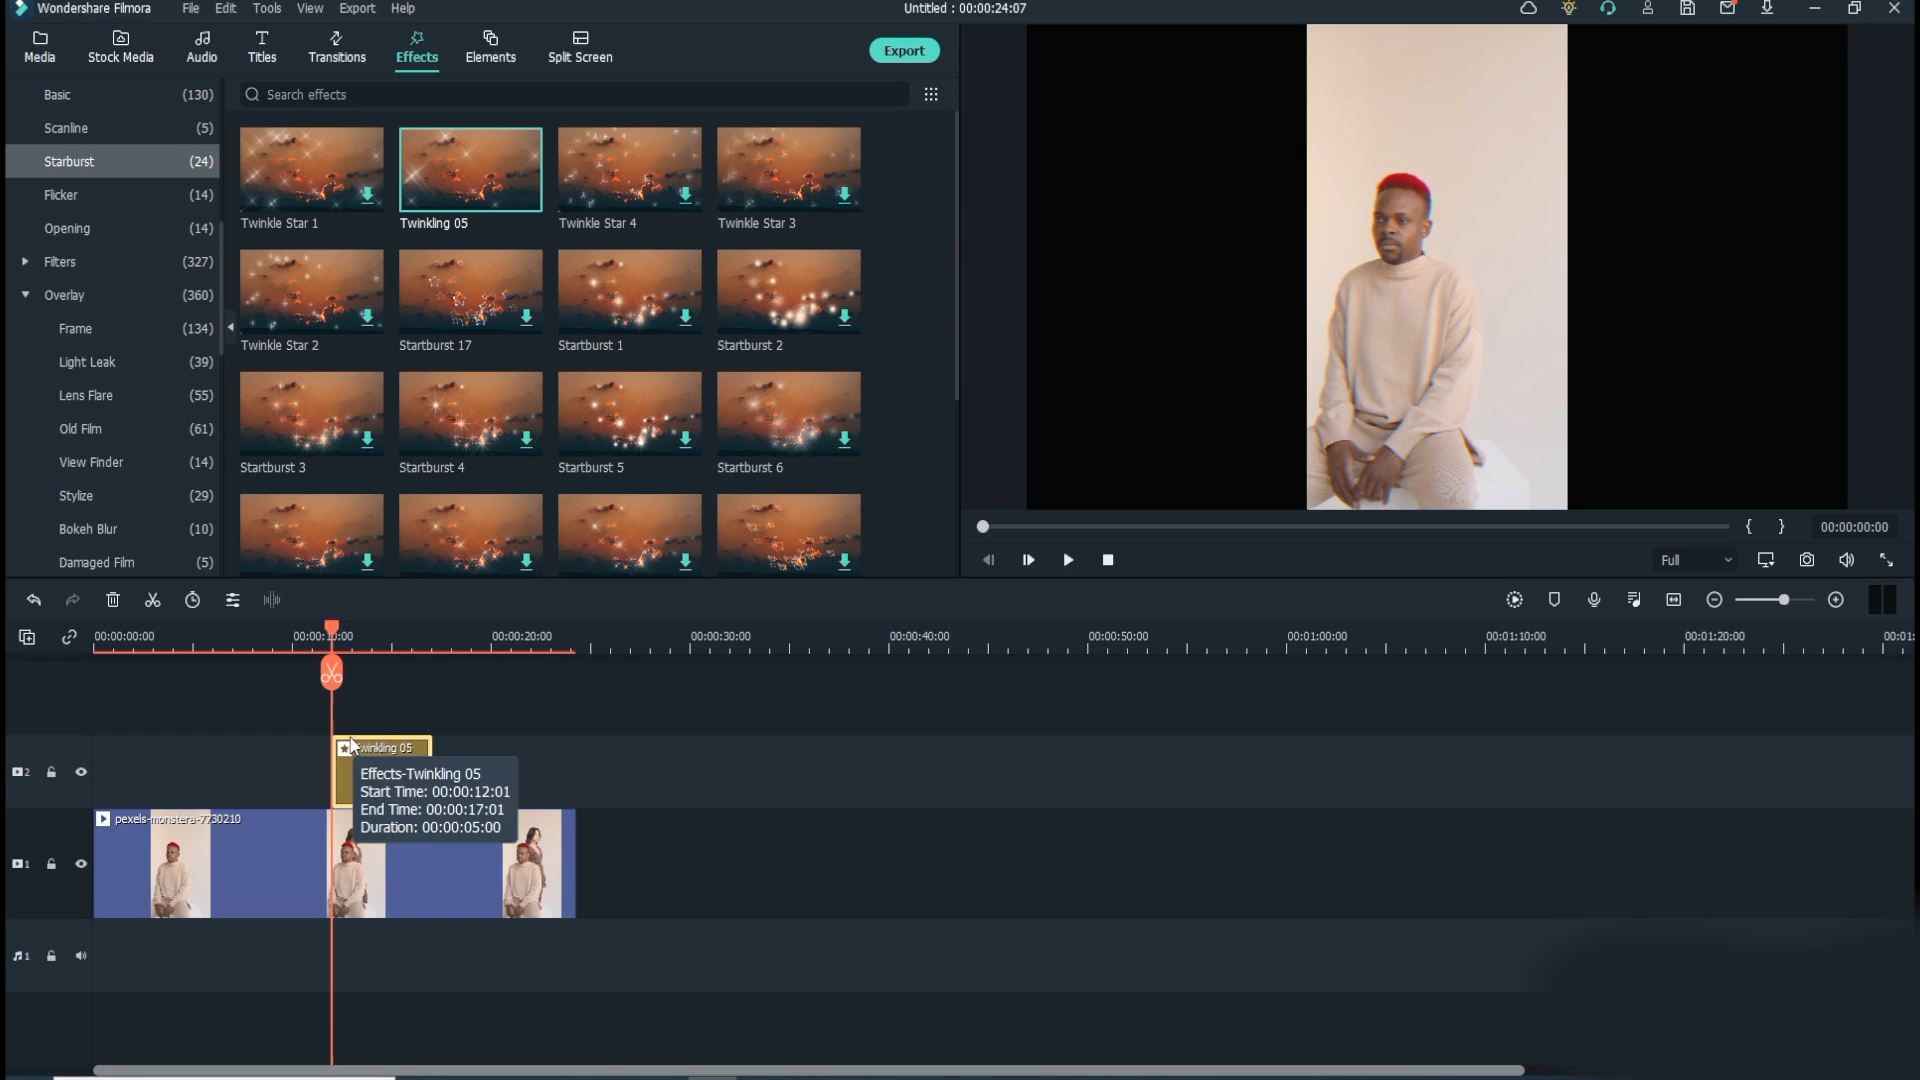 Wondershare Filmora
File Edit Tools View Export Help
Untitled : 00:00:24:07
Media Stock Media Audio Titles Transitions Effects Elements Split Screen
Export
Basic (130)
Scanline (5)
Starburst (24)
Flicker (14)
Opening (14)
Filters (327)
Overlay (360)
Frame (134)
Light Leak (39)
Lens Flare (55)
Old Film (61)
View Finder (14)
Stylize (29)
Bokeh Blur (10)
Damaged Film (5)
Search effects
Twinkle Star 1 Twinkling 05 Twinkle Star 4 Twinkle Star 3
Twinkle Star 2 Startburst 17 Startburst 1 Startburst 2
Startburst 3 Startburst 4 Startburst 5 Startburst 6
{ } 00:00:00:00
Full
00:00:00:00 00:00:10:00 00:00:20:00 00:00:30:00 00:00:40:00 00:00:50:00 00:01:00:00 00:01:10:00 00:01:20:00 00:01:
2
winkling 05
Effects-Twinkling 05
Start Time: 00:00:12:01
End Time: 00:00:17:01
Duration: 00:00:05:00
1
pexels-monstera-7730210
1